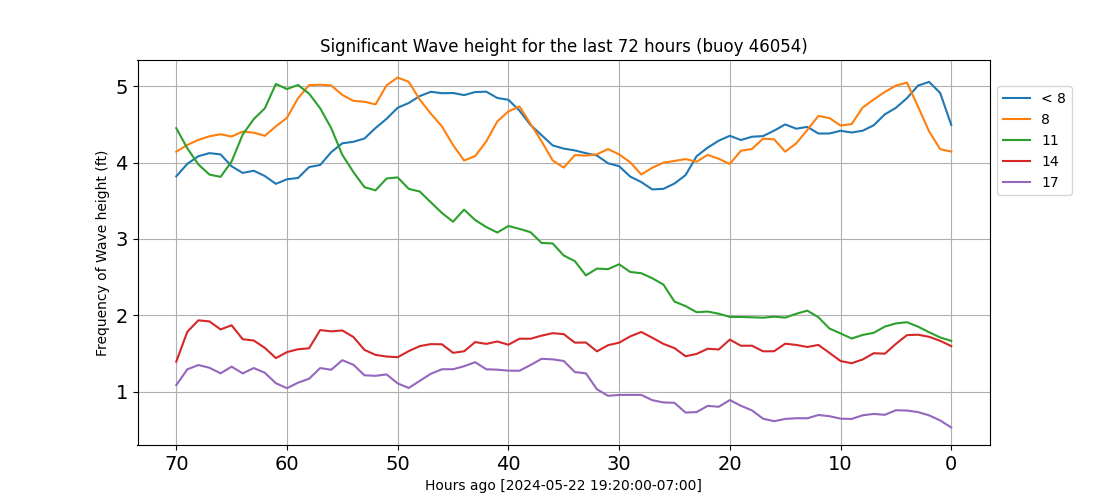 Significant Wave height for the last 72 hours (buoy 46054)
Frequency of Wave height (ft)
5
4
3
2
1
70 60 50 40 30 20 10 0
Hours ago [2024-05-22 19:20:00-07:00]
< 8
8
11
14
17